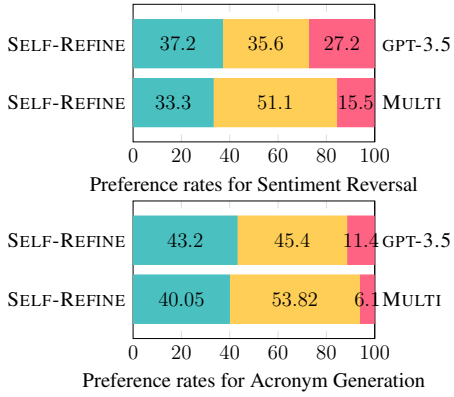 SELF-REFINE 37.2 35.6 27.2 GPT-3.5
SELF-REFINE 33.3 51.1 15.5 MULTI
0 20 40 60 80 100
Preference rates for Sentiment Reversal
SELF-REFINE 43.2 45.4 11.4 GPT-3.5
SELF-REFINE 40.05 53.82 6.1 MULTI
0 20 40 60 80 100
Preference rates for Acronym Generation